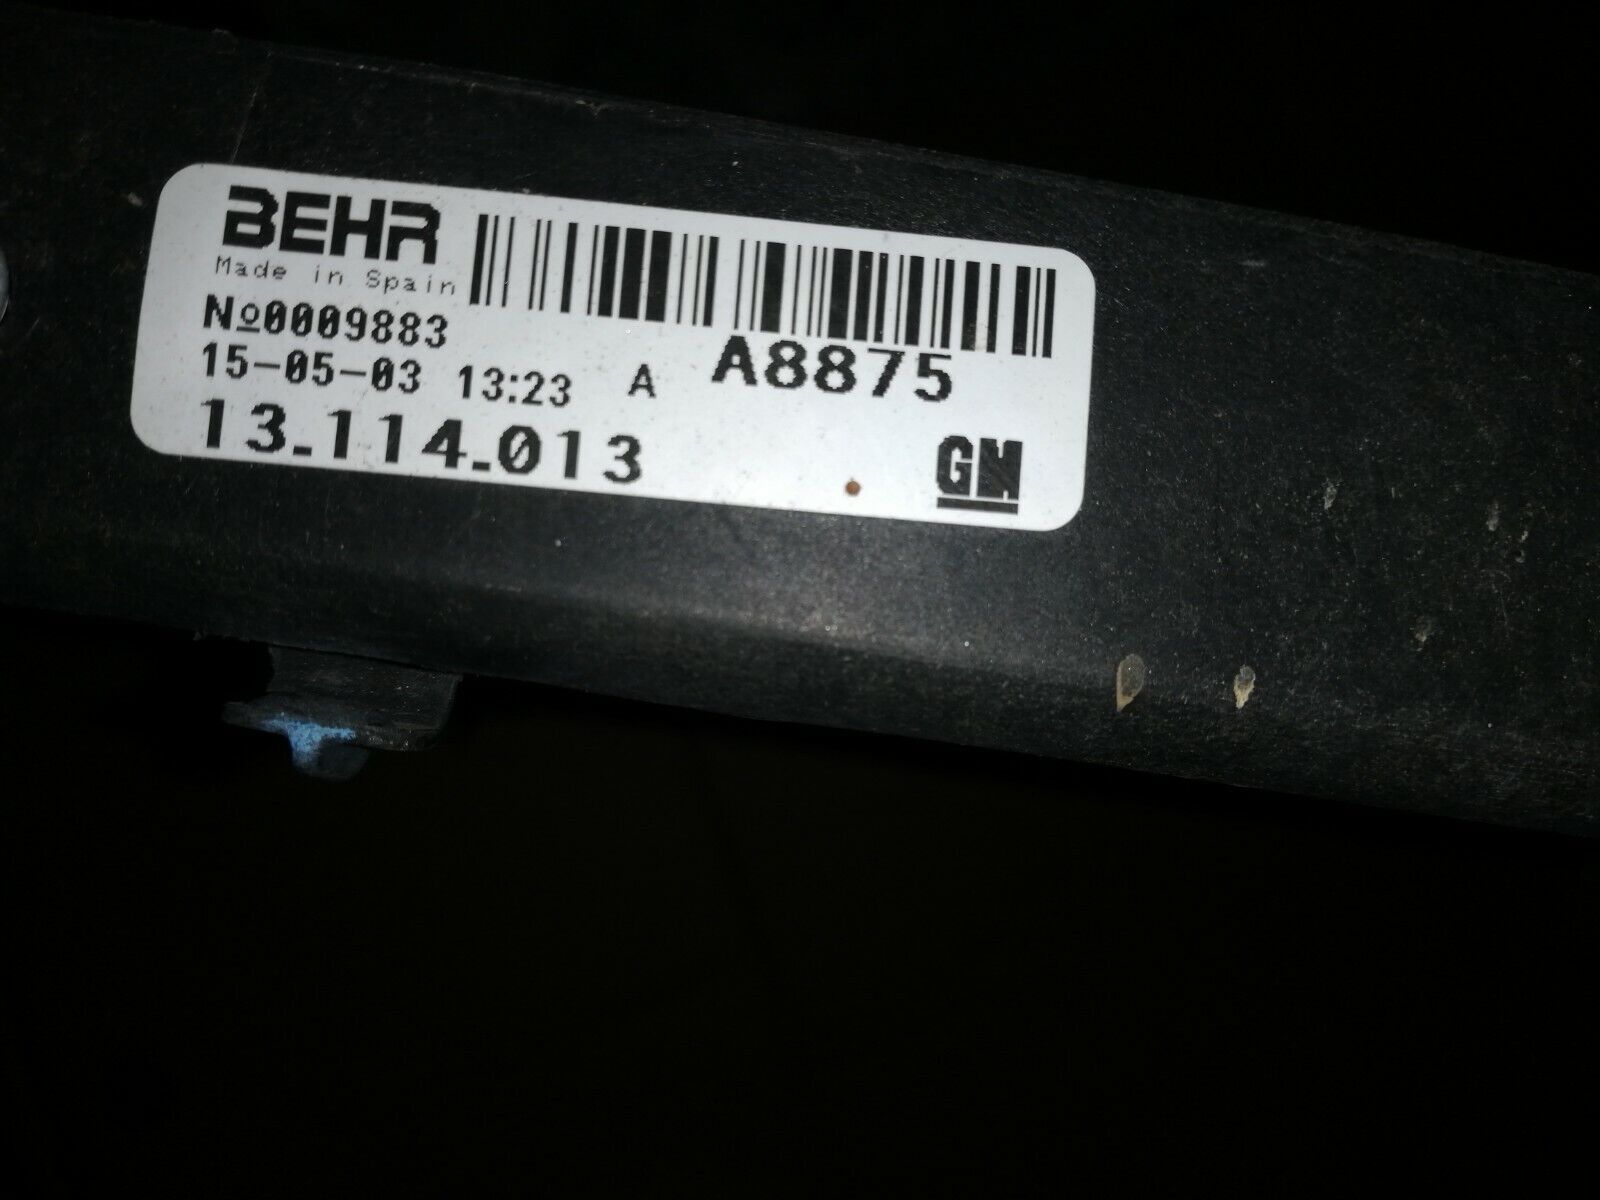 BEHR
Made in Spain
Nº0009883
15-05-03 13:23 A A8875
13.114.013
GM